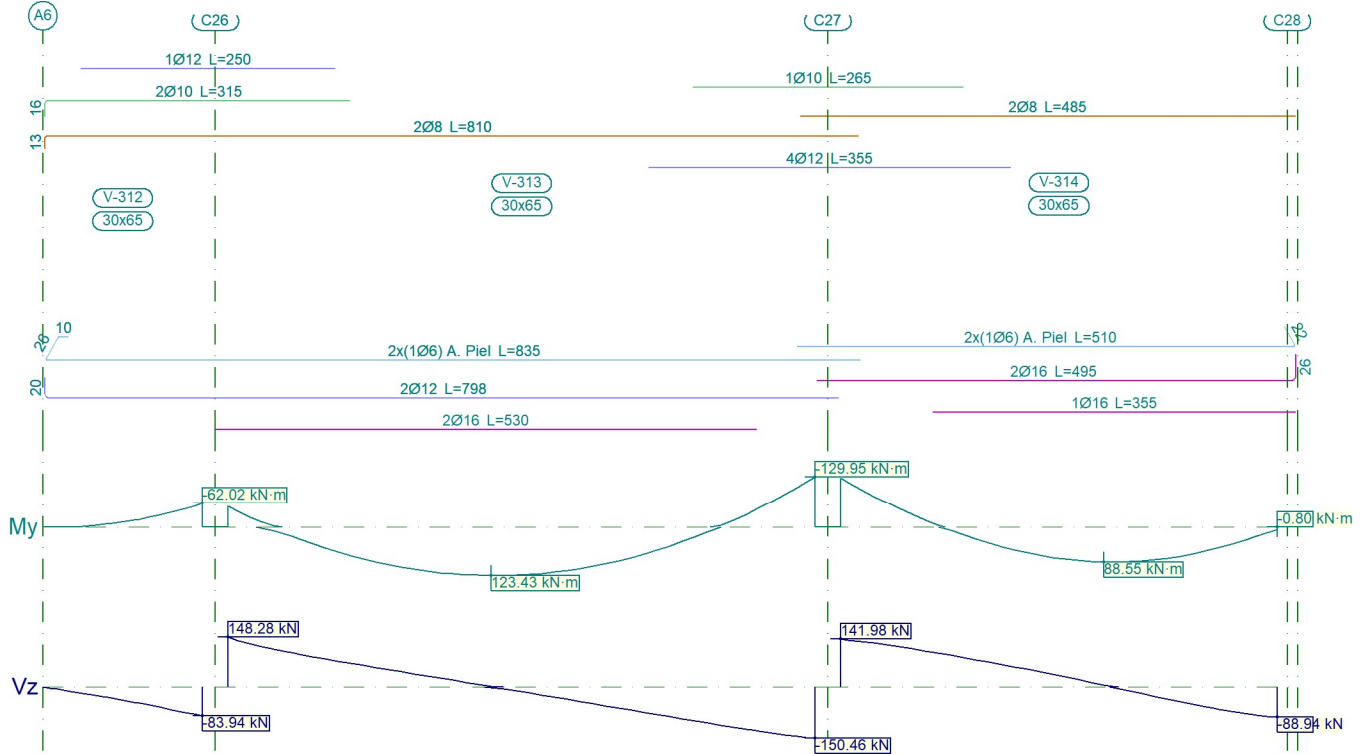 A6
C26
C27
C28
1Ø12 L=250
1Ø10 L=265
2Ø10 L=315
16
2Ø8 L=485
2Ø8 L=810
13
4Ø12 L=355
V-312
30x65
V-313
30x65
V-314
30x65
10
26
2x(1Ø6) A. Piel L=835
2x(1Ø6) A. Piel L=510
22
2Ø16 L=495
26
20
2Ø12 L=798
1Ø16 L=355
2Ø16 L=530
My
-62.02 kN·m
-129.95 kN·m
-0.80 kN·m
123.43 kN·m
88.55 kN·m
Vz
148.28 kN
141.98 kN
-83.94 kN
-150.46 kN
-88.94 kN